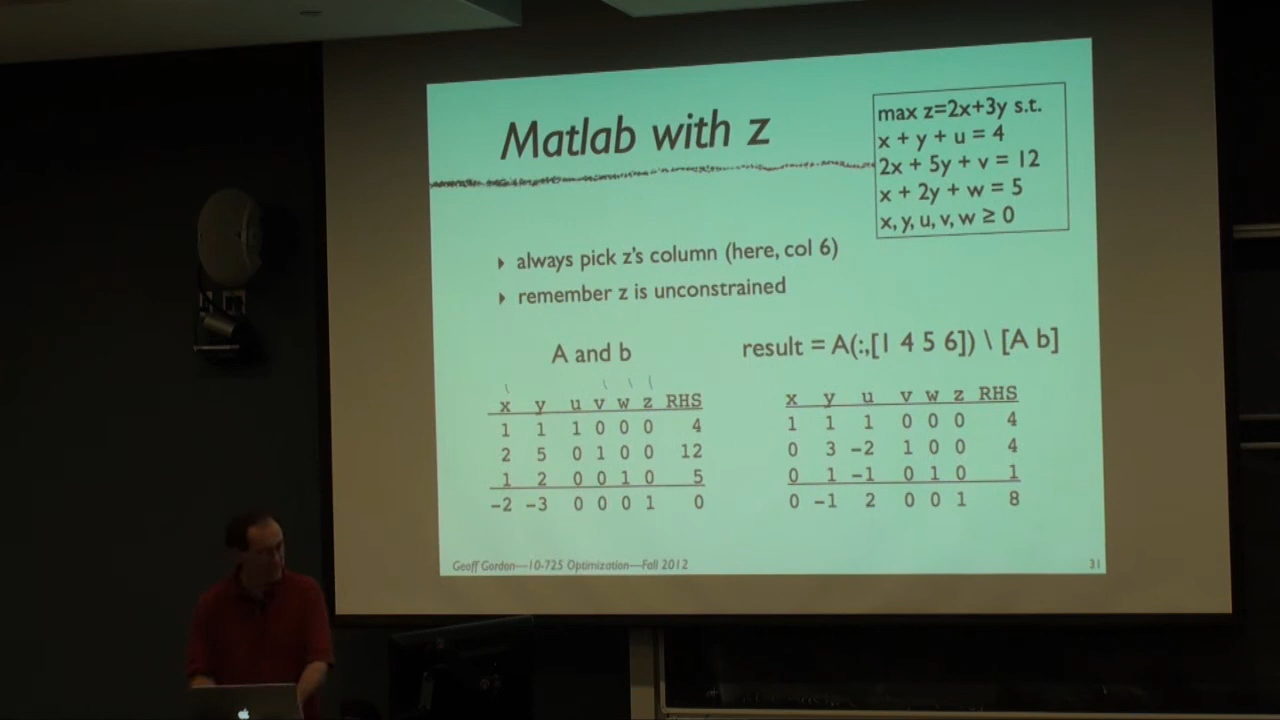 Matlab with z
max z=2x+3y s.t.
x + y + u = 4
2x + 5y + v = 12
x + 2y + w = 5
x, y, u, v, w ≥ 0
always pick z's column (here, col 6)
remember z is unconstrained
A and b
x y u v w z RHS
1 1 1 0 0 0 4
2 5 0 1 0 0 12
1 2 0 0 1 0 5
-2 -3 0 0 0 1 0
result = A(:,[1 4 5 6]) \ [A b]
x y u v w z RHS
1 1 1 0 0 0 4
0 3 -2 1 0 0 4
0 1 -1 0 1 0 1
0 -1 2 0 0 1 8
Geoff Gordon—10-725 Optimization—Fall 2012
31